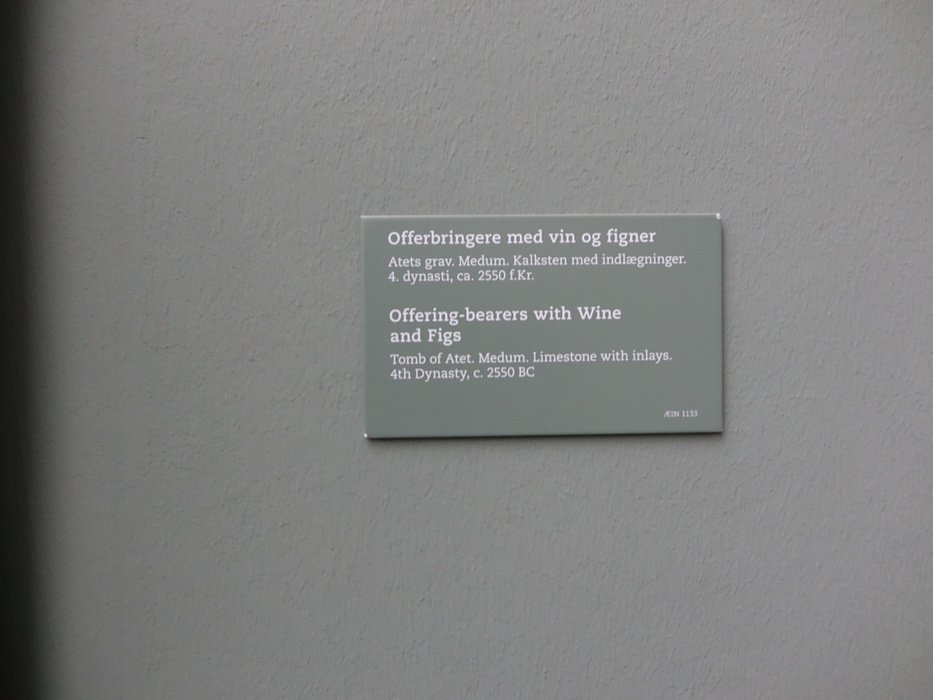 Offerbringere med vin og figner
Atets grav. Medum. Kalksten med indlægninger.
4. dynasti, ca. 2550 f.Kr.
Offering-bearers with Wine
and Figs
Tomb of Atet. Medum. Limestone with inlays.
4th Dynasty, c. 2550 BC
ÆIN 1133